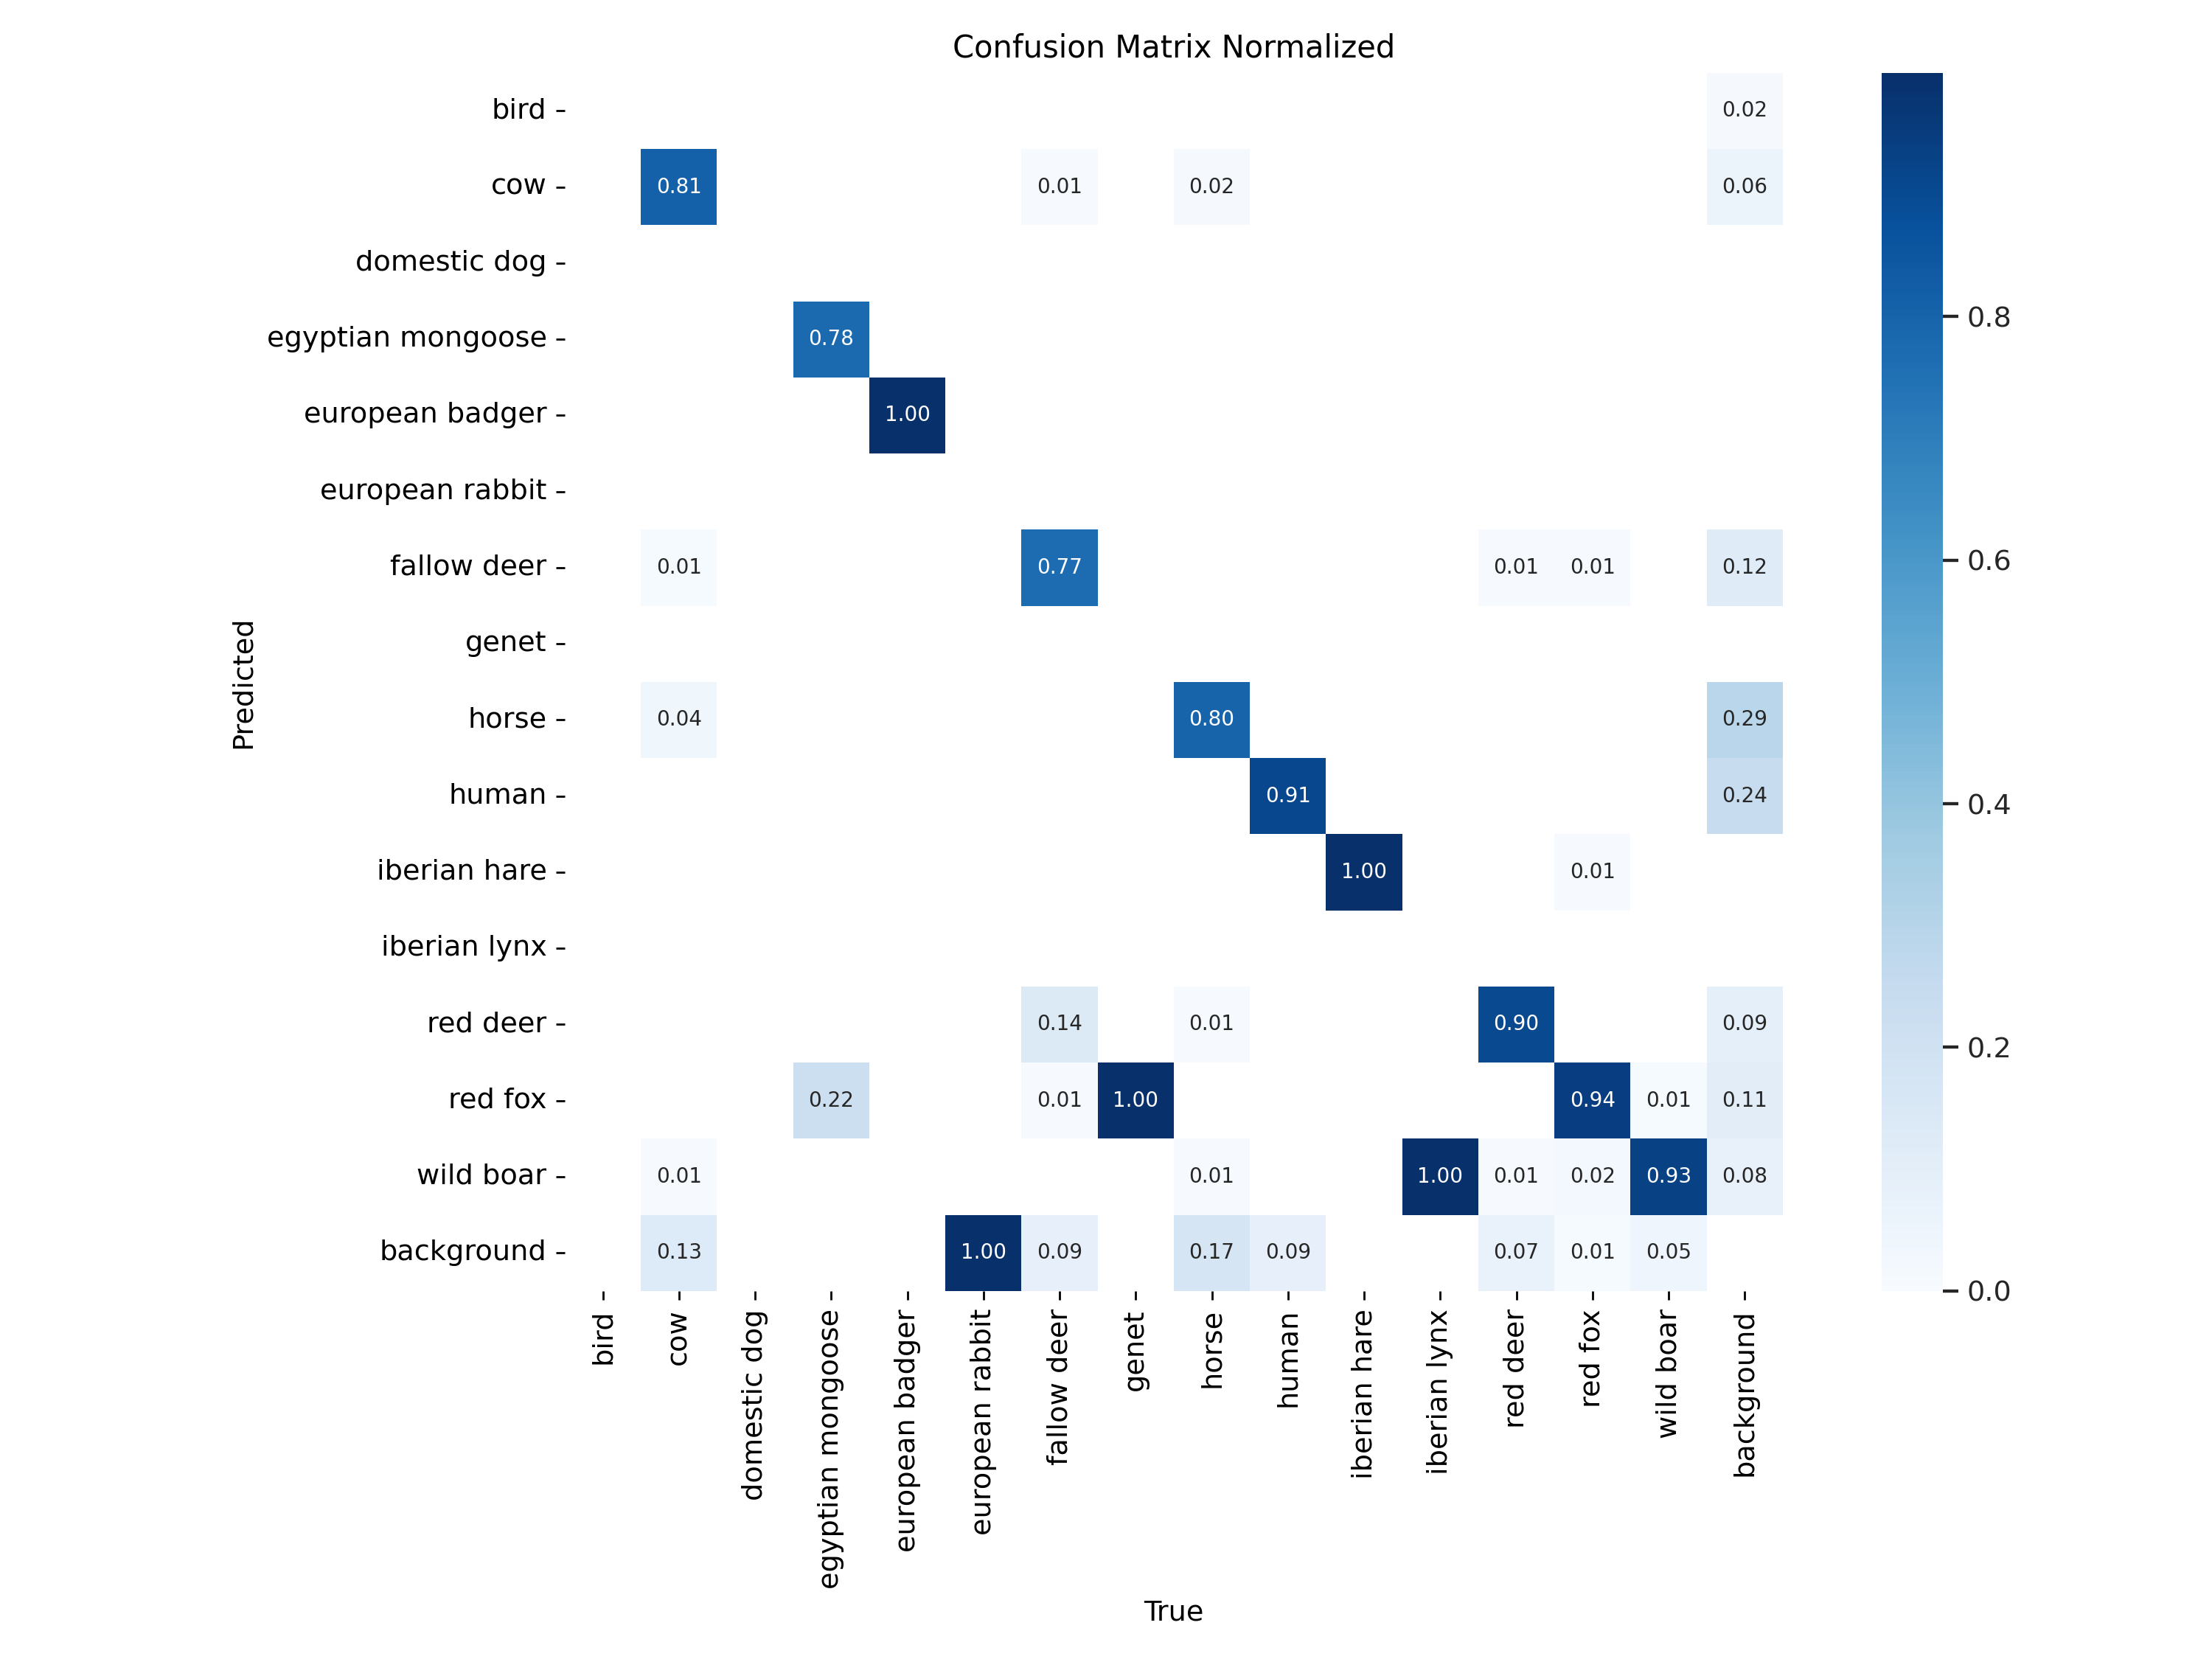 Confusion Matrix Normalized
bird 0.02
cow 0.81 0.01 0.02 0.06
domestic dog
egyptian mongoose 0.78
european badger 1.00
european rabbit
fallow deer 0.01 0.77 0.01 0.01 0.12
genet
horse 0.04 0.80 0.29
human 0.91 0.24
iberian hare 1.00 0.01
iberian lynx
red deer 0.14 0.01 0.90 0.09
red fox 0.22 0.01 1.00 0.94 0.01 0.11
wild boar 0.01 0.01 1.00 0.01 0.02 0.93 0.08
background 0.13 1.00 0.09 0.17 0.09 0.07 0.01 0.05
Predicted
bird
cow
domestic dog
egyptian mongoose
european badger
european rabbit
fallow deer
genet
horse
human
iberian hare
iberian lynx
red deer
red fox
wild boar
background
True
0.8
0.6
0.4
0.2
0.0